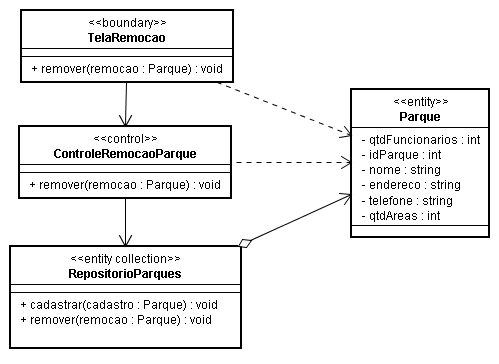 <<boundary>>
TelaRemocao
+ remover(remocao : Parque) : void
<<control>>
ControleRemocaoParque
+ remover(remocao : Parque) : void
<<entity collection>>
RepositorioParques
+ cadastrar(cadastro : Parque) : void
+ remover(remocao : Parque) : void
<<entity>>
Parque
- qtdFuncionarios : int
- idParque : int
- nome : string
- endereco : string
- telefone : string
- qtdAreas : int